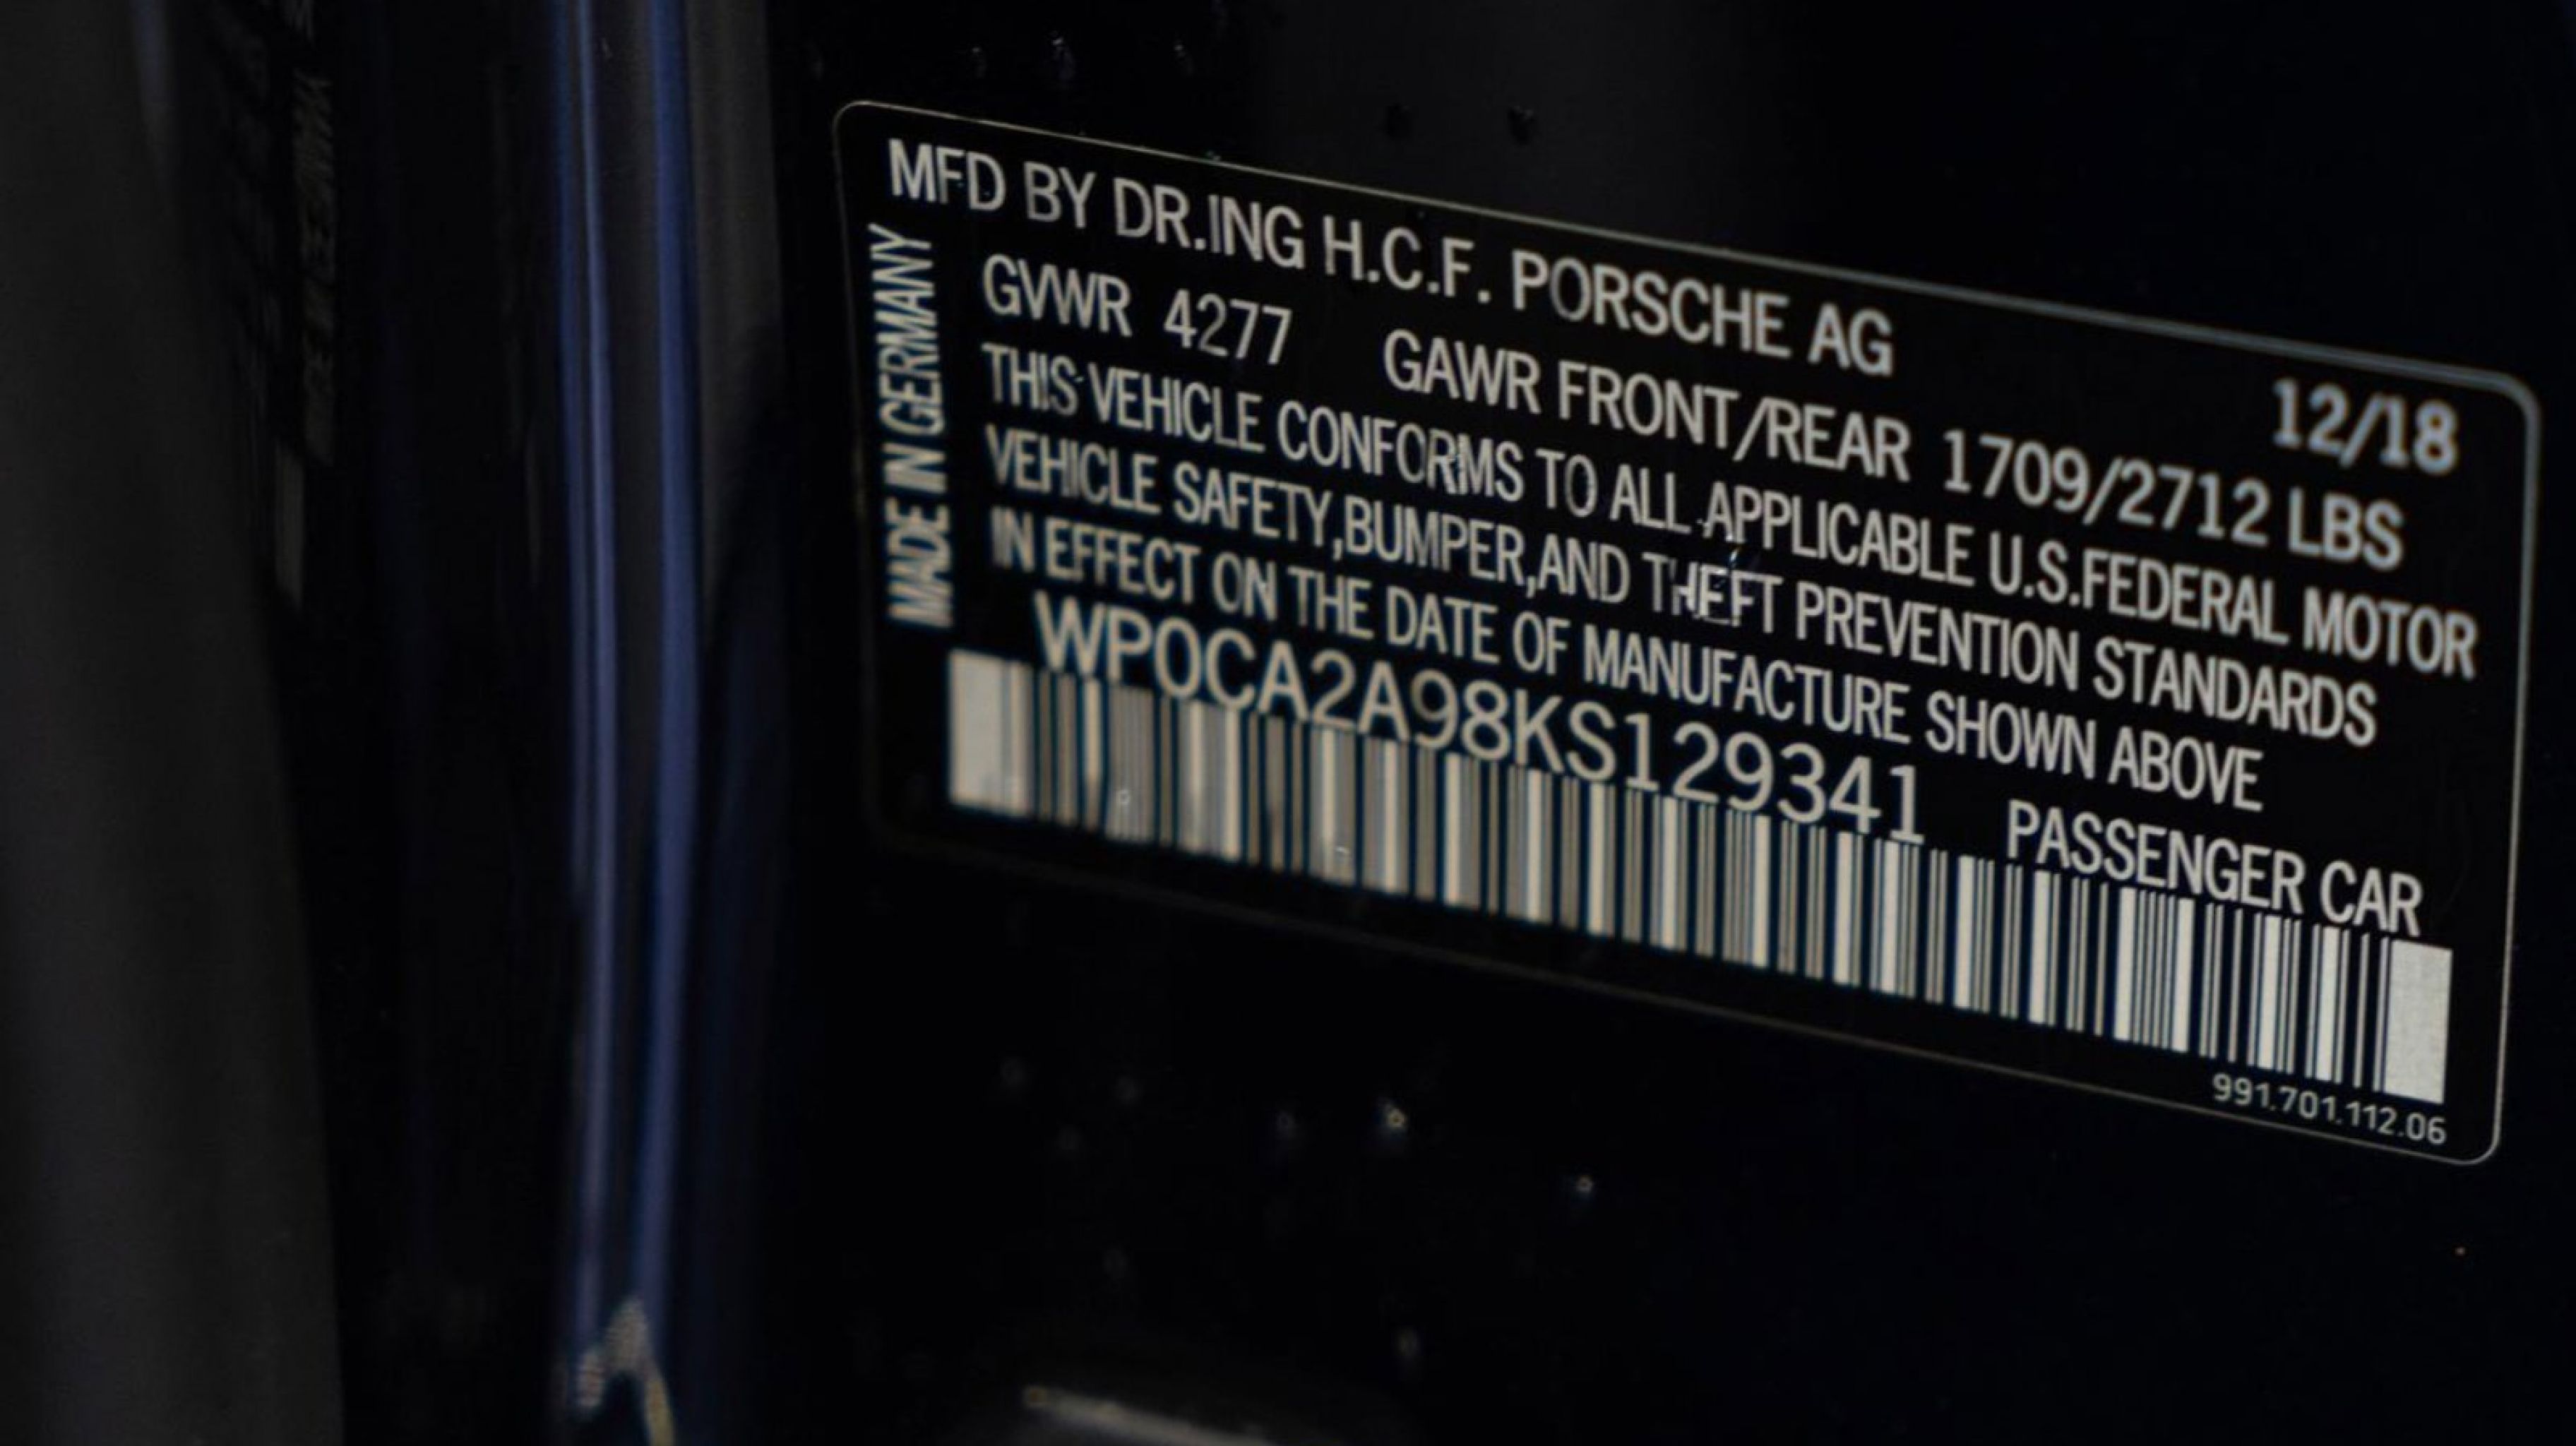 MFD BY DR.ING H.C.F. PORSCHE AG
12/18
GVWR 4277 GAWR FRONT/REAR 1709/2712 LBS
THIS VEHICLE CONFORMS TO ALL APPLICABLE U.S.FEDERAL MOTOR
VEHICLE SAFETY,BUMPER,AND THEFT PREVENTION STANDARDS
IN EFFECT ON THE DATE OF MANUFACTURE SHOWN ABOVE
WP0CA2A98KS129341 PASSENGER CAR
991.701.112.06
MADE IN GERMANY